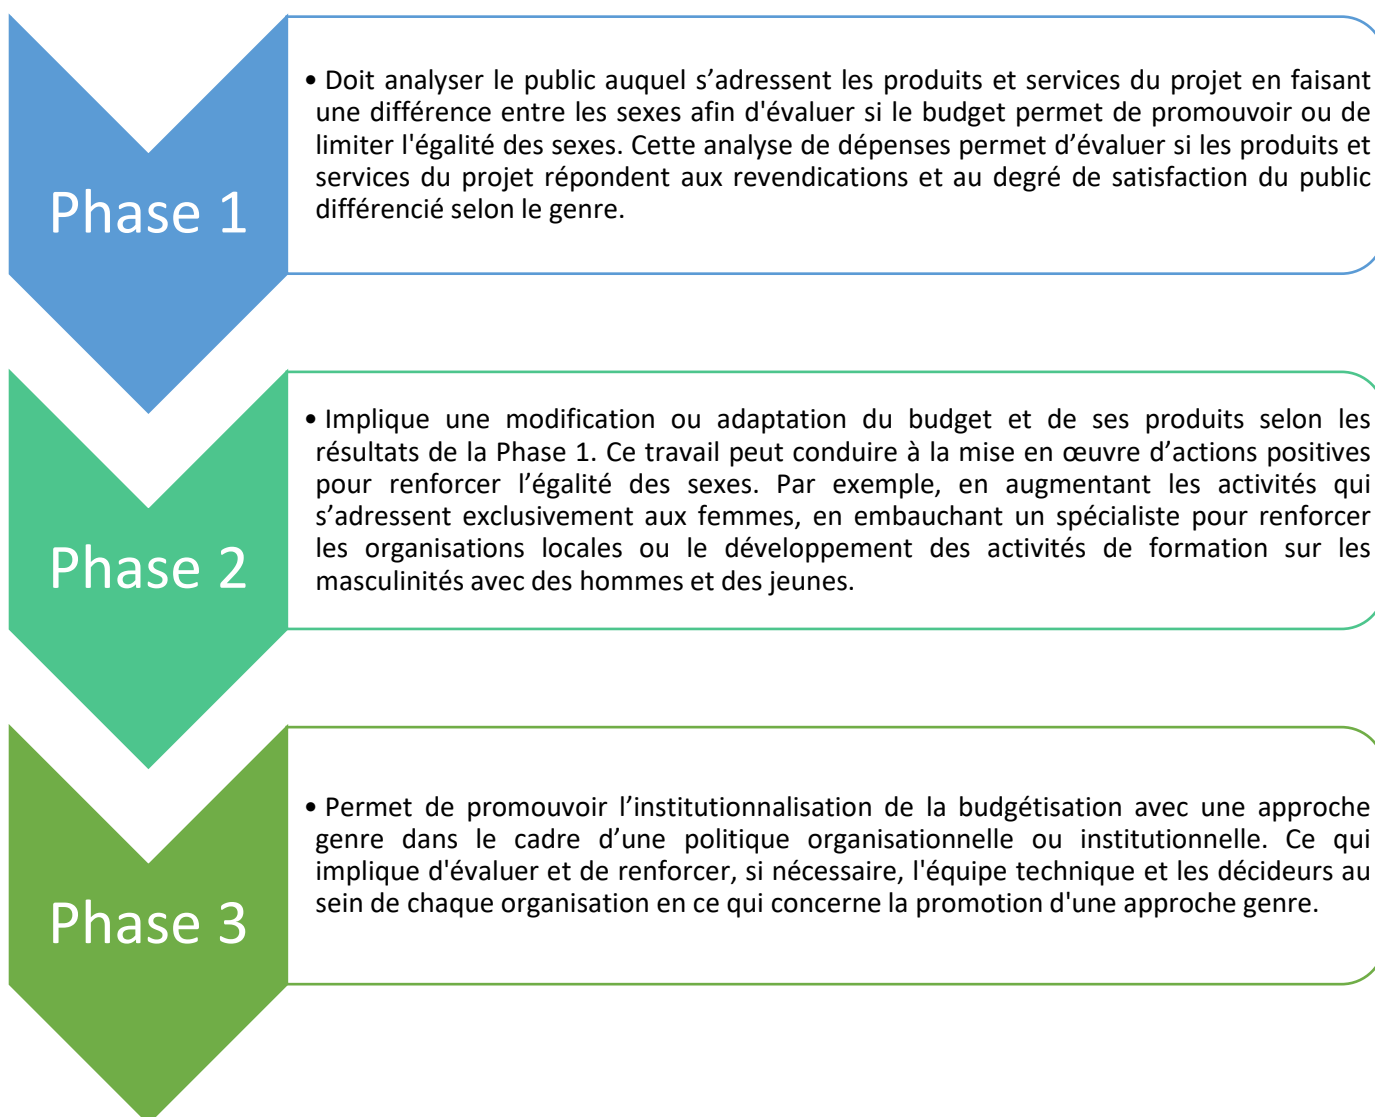 Phase 1
• Doit analyser le public auquel s’adressent les produits et services du projet en faisant
une différence entre les sexes afin d'évaluer si le budget permet de promouvoir ou de
limiter l'égalité des sexes. Cette analyse de dépenses permet d’évaluer si les produits et
services du projet répondent aux revendications et au degré de satisfaction du public
différencié selon le genre.
Phase 2
• Implique une modification ou adaptation du budget et de ses produits selon les
résultats de la Phase 1. Ce travail peut conduire à la mise en œuvre d’actions positives
pour renforcer l’égalité des sexes. Par exemple, en augmentant les activités qui
s’adressent exclusivement aux femmes, en embauchant un spécialiste pour renforcer
les organisations locales ou le développement des activités de formation sur les
masculinités avec des hommes et des jeunes.
Phase 3
• Permet de promouvoir l’institutionnalisation de la budgétisation avec une approche
genre dans le cadre d’une politique organisationnelle ou institutionnelle. Ce qui
implique d'évaluer et de renforcer, si nécessaire, l'équipe technique et les décideurs au
sein de chaque organisation en ce qui concerne la promotion d'une approche genre.